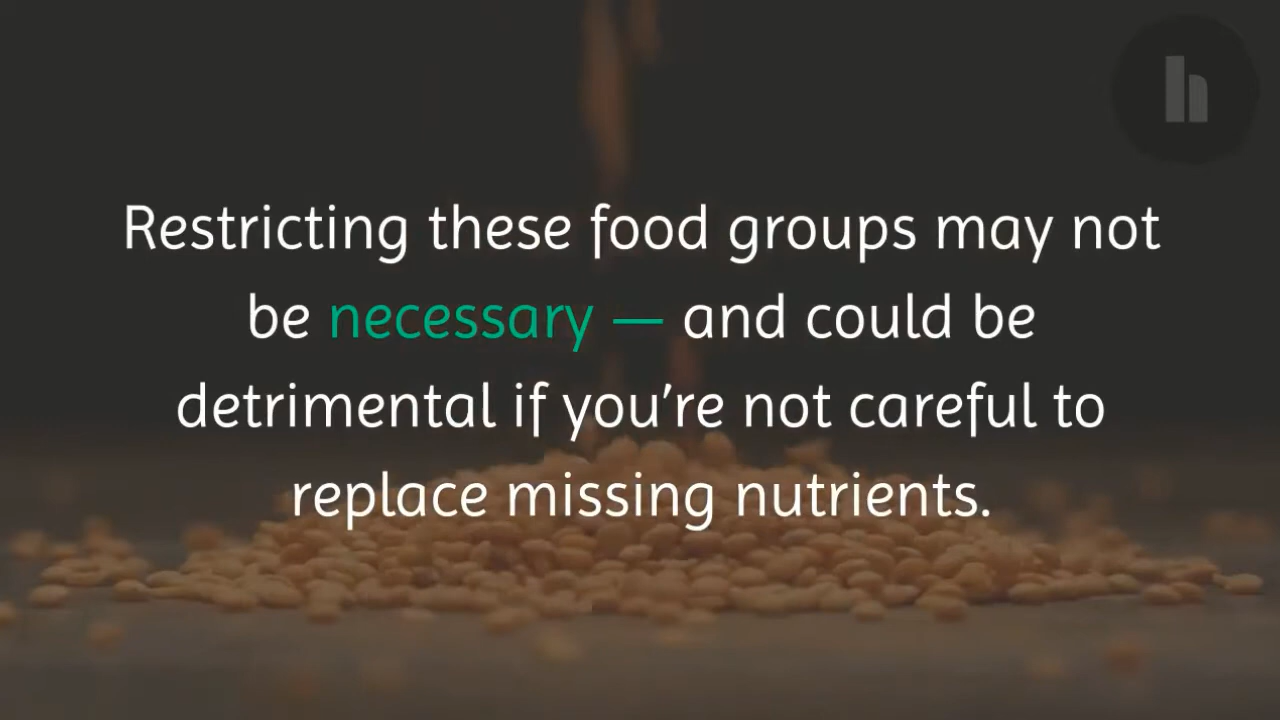 Restricting these food groups may not
be necessary — and could be
detrimental if you're not careful to
replace missing nutrients.
h